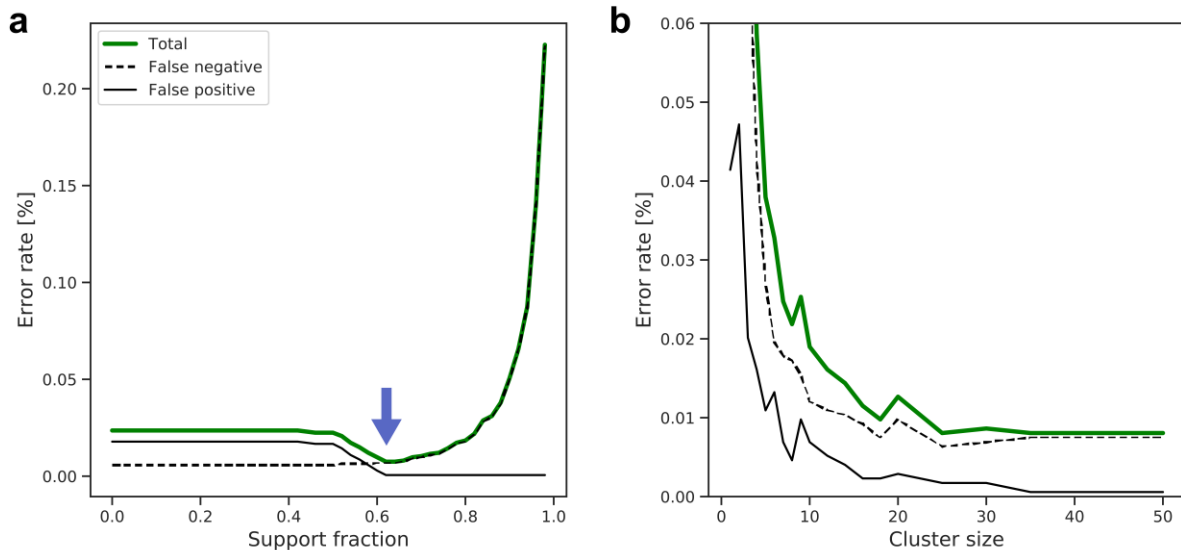 a
Total
False negative
False positive
0.20
0.15
0.10
0.05
0.00
Error rate [%]
0.0 0.2 0.4 0.6 0.8 1.0
Support fraction
b
0.06
0.05
0.04
0.03
0.02
0.01
0.00
Error rate [%]
0 10 20 30 40 50
Cluster size